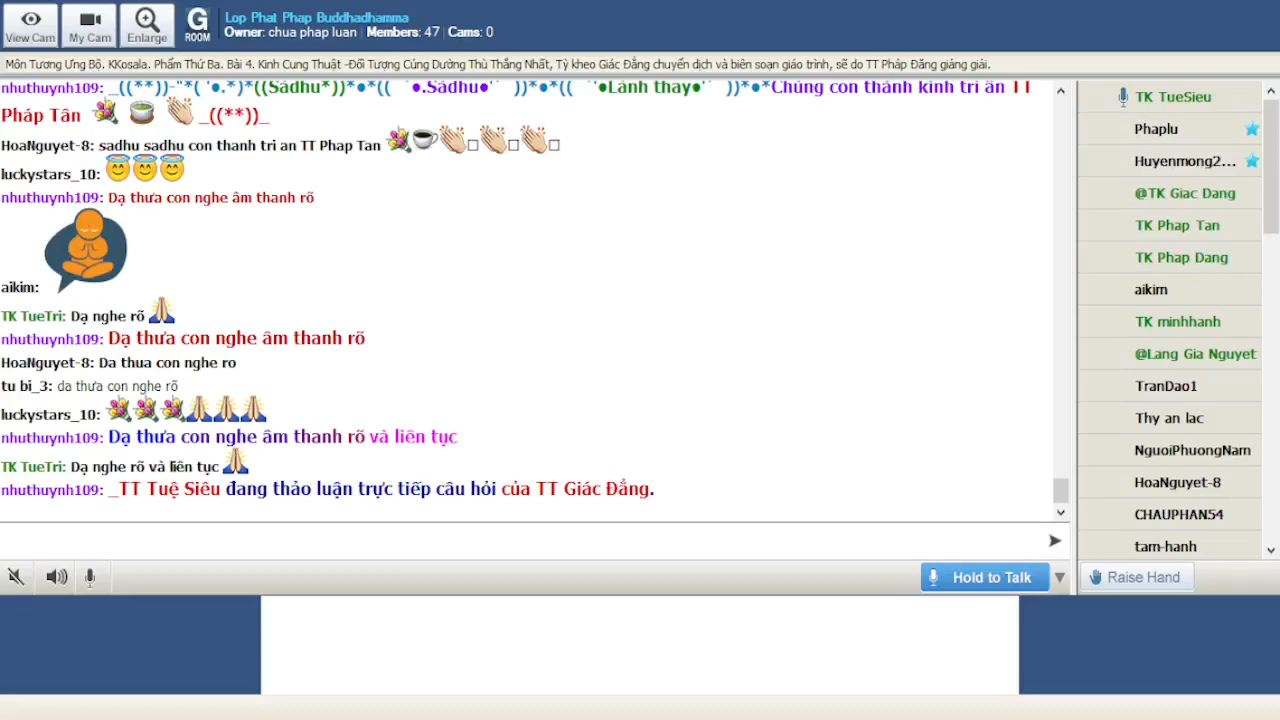 View Cam
My Cam
Enlarge
G
ROOM
Lop Phat Phap Buddhadhamma
Owner: chua phap luan Members: 47 Cams: 0
Môn Tương Ưng Bộ. KKosala. Phẩm Thứ Ba. Bài 4. Kinh Cung Thuật -Đối Tượng Cúng Dường Thù Thắng Nhất, Tỳ kheo Giác Đẳng chuyển dịch và biên soạn giáo trình, sẽ do TT Pháp Đăng giảng giải.
nhuthuynh109: _((**))-"*( '●.*)*((Sádhu*))*●*(( ●.Sádhu●' ))*●*(( '●Lành thay●' ))*●*Chúng con thành kính tri ân TT
Pháp Tân _((**))_
HoaNguyet-8: sadhu sadhu con thanh tri an TT Phap Tan
luckystars_10:
nhuthuynh109: Dạ thưa con nghe âm thanh rõ
aikim:
TK TueTri: Dạ nghe rõ
nhuthuynh109: Dạ thưa con nghe âm thanh rõ
HoaNguyet-8: Da thua con nghe ro
tu bi_3: da thưa con nghe rõ
luckystars_10:
nhuthuynh109: Dạ thưa con nghe âm thanh rõ và liên tục
TK TueTri: Dạ nghe rõ và liên tục
nhuthuynh109: _TT Tuệ Siêu đang thảo luận trực tiếp câu hỏi của TT Giác Đẳng.
Hold to Talk
TK TueSieu
Phaplu
Huyenmong2...
@TK Giac Dang
TK Phap Tan
TK Phap Dang
aikim
TK minhhanh
@Lang Gia Nguyet
TranDao1
Thy an lac
NguoiPhuongNam
HoaNguyet-8
CHAUPHAN54
tam-hanh
Raise Hand